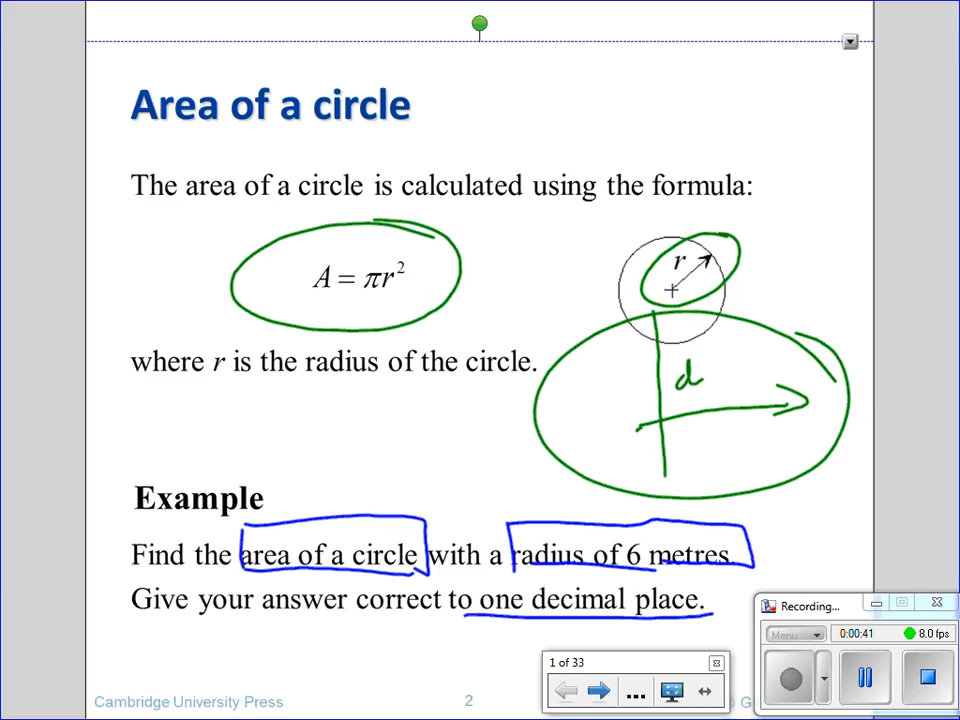 Area of a circle
The area of a circle is calculated using the formula:
A = πr²
r
where r is the radius of the circle.
d
Example
Find the area of a circle with a radius of 6 metres.
Give your answer correct to one decimal place.
Recording...
Menu
0:00:41
8.0 fps
1 of 33
...
Cambridge University Press
2
© G